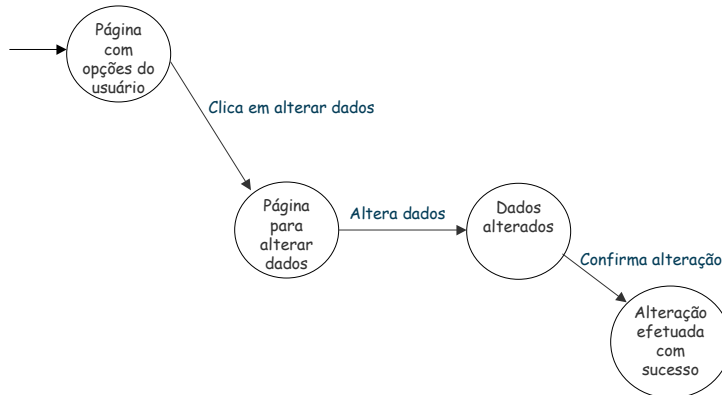 Página
com
opções do
usuário
Clica em alterar dados
Página
para
alterar
dados
Altera dados
Dados
alterados
Confirma alteração
Alteração
efetuada
com
sucesso